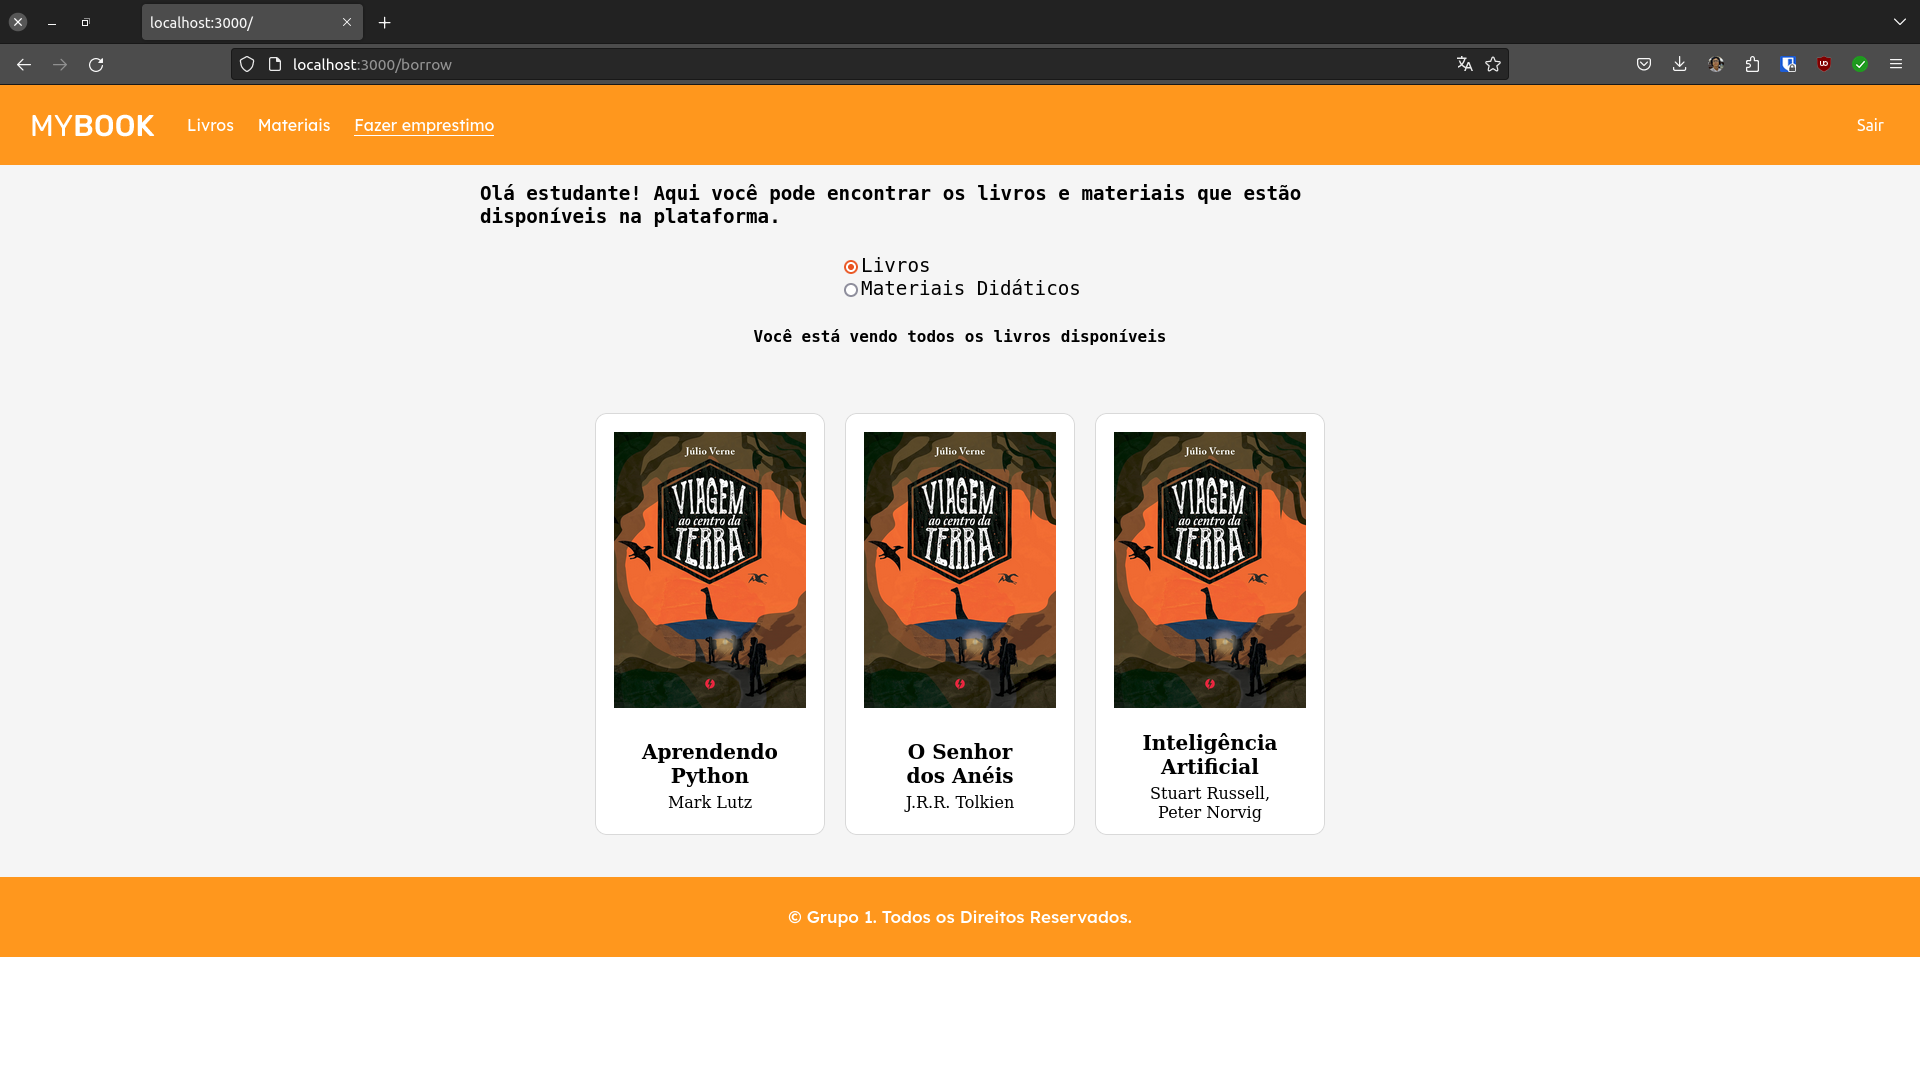 localhost:3000/
localhost:3000/borrow
MYBOOK Livros Materiais Fazer emprestimo Sair
Olá estudante! Aqui você pode encontrar os livros e materiais que estão
disponíveis na plataforma.
Livros
Materiais Didáticos
Você está vendo todos os livros disponíveis
Júlio Verne
VIAGEM
ao centro da
TERRA
Aprendendo
Python
Mark Lutz
Júlio Verne
VIAGEM
ao centro da
TERRA
O Senhor
dos Anéis
J.R.R. Tolkien
Júlio Verne
VIAGEM
ao centro da
TERRA
Inteligência
Artificial
Stuart Russell,
Peter Norvig
© Grupo 1. Todos os Direitos Reservados.